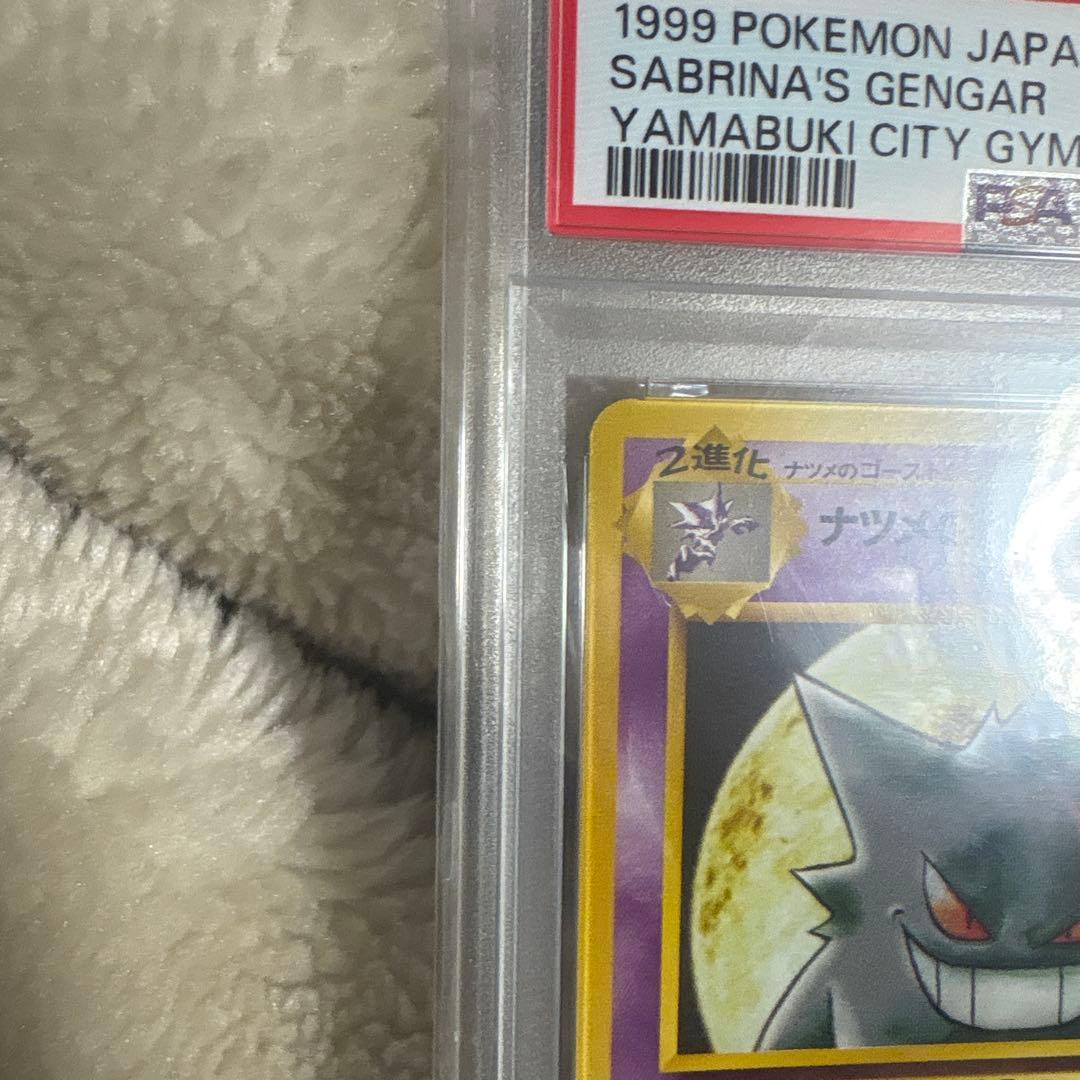 1999 POKEMON JAPA
SABRINA'S GENGAR
YAMABUKI CITY GYM
PSA
2進化 ナツメのゴースト
ナツメの